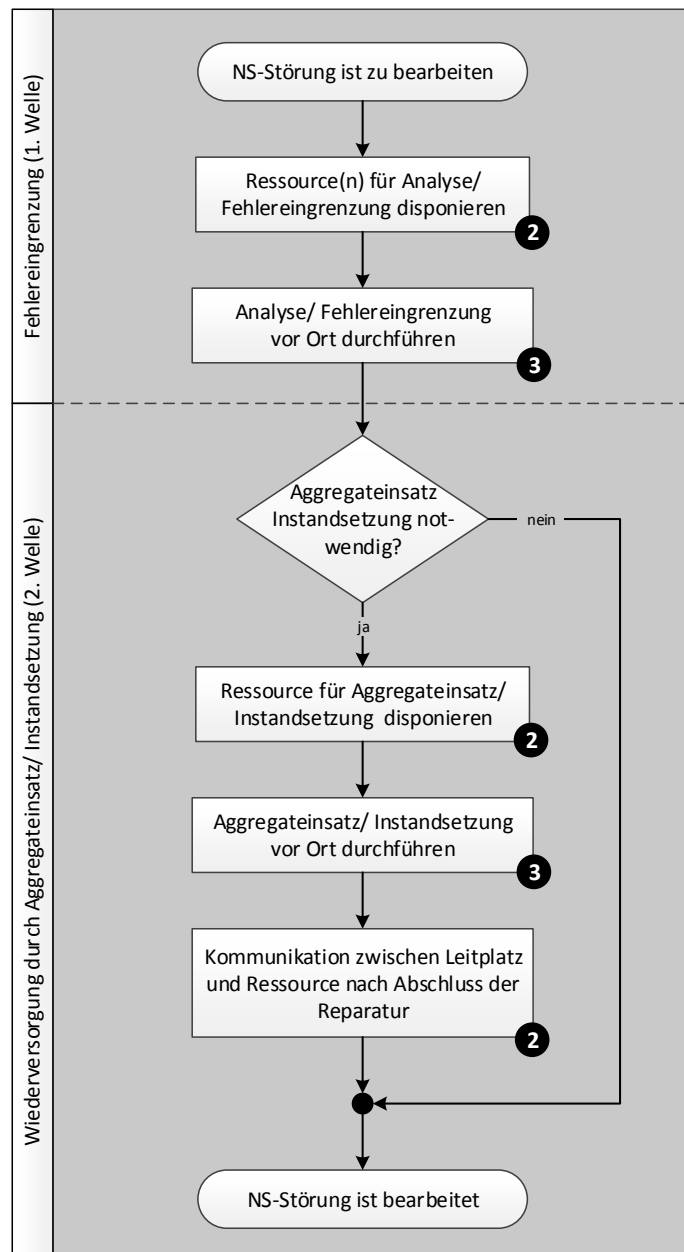 Fehlereingrenzung (1. Welle)
NS-Störung ist zu bearbeiten
Ressource(n) für Analyse/
Fehlereingrenzung disponieren
2
Analyse/ Fehlereingrenzung
vor Ort durchführen
3
Wiederversorgung durch Aggregateinsatz/ Instandsetzung (2. Welle)
Aggregateinsatz
Instandsetzung not-
wendig?
nein
ja
Ressource für Aggregateinsatz/
Instandsetzung disponieren
2
Aggregateinsatz/ Instandsetzung
vor Ort durchführen
3
Kommunikation zwischen Leitplatz
und Ressource nach Abschluss der
Reparatur
2
NS-Störung ist bearbeitet